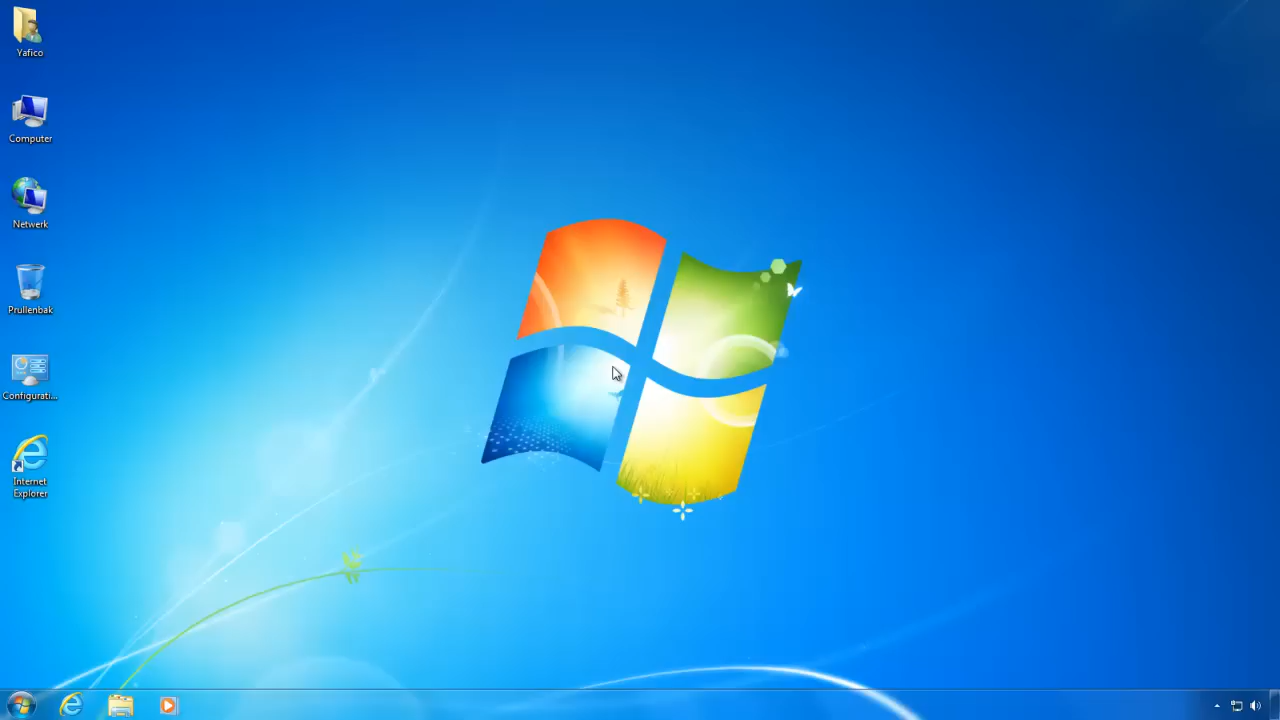 Yafico
Computer
Netwerk
Prullenbak
Configurati...
Internet
Explorer